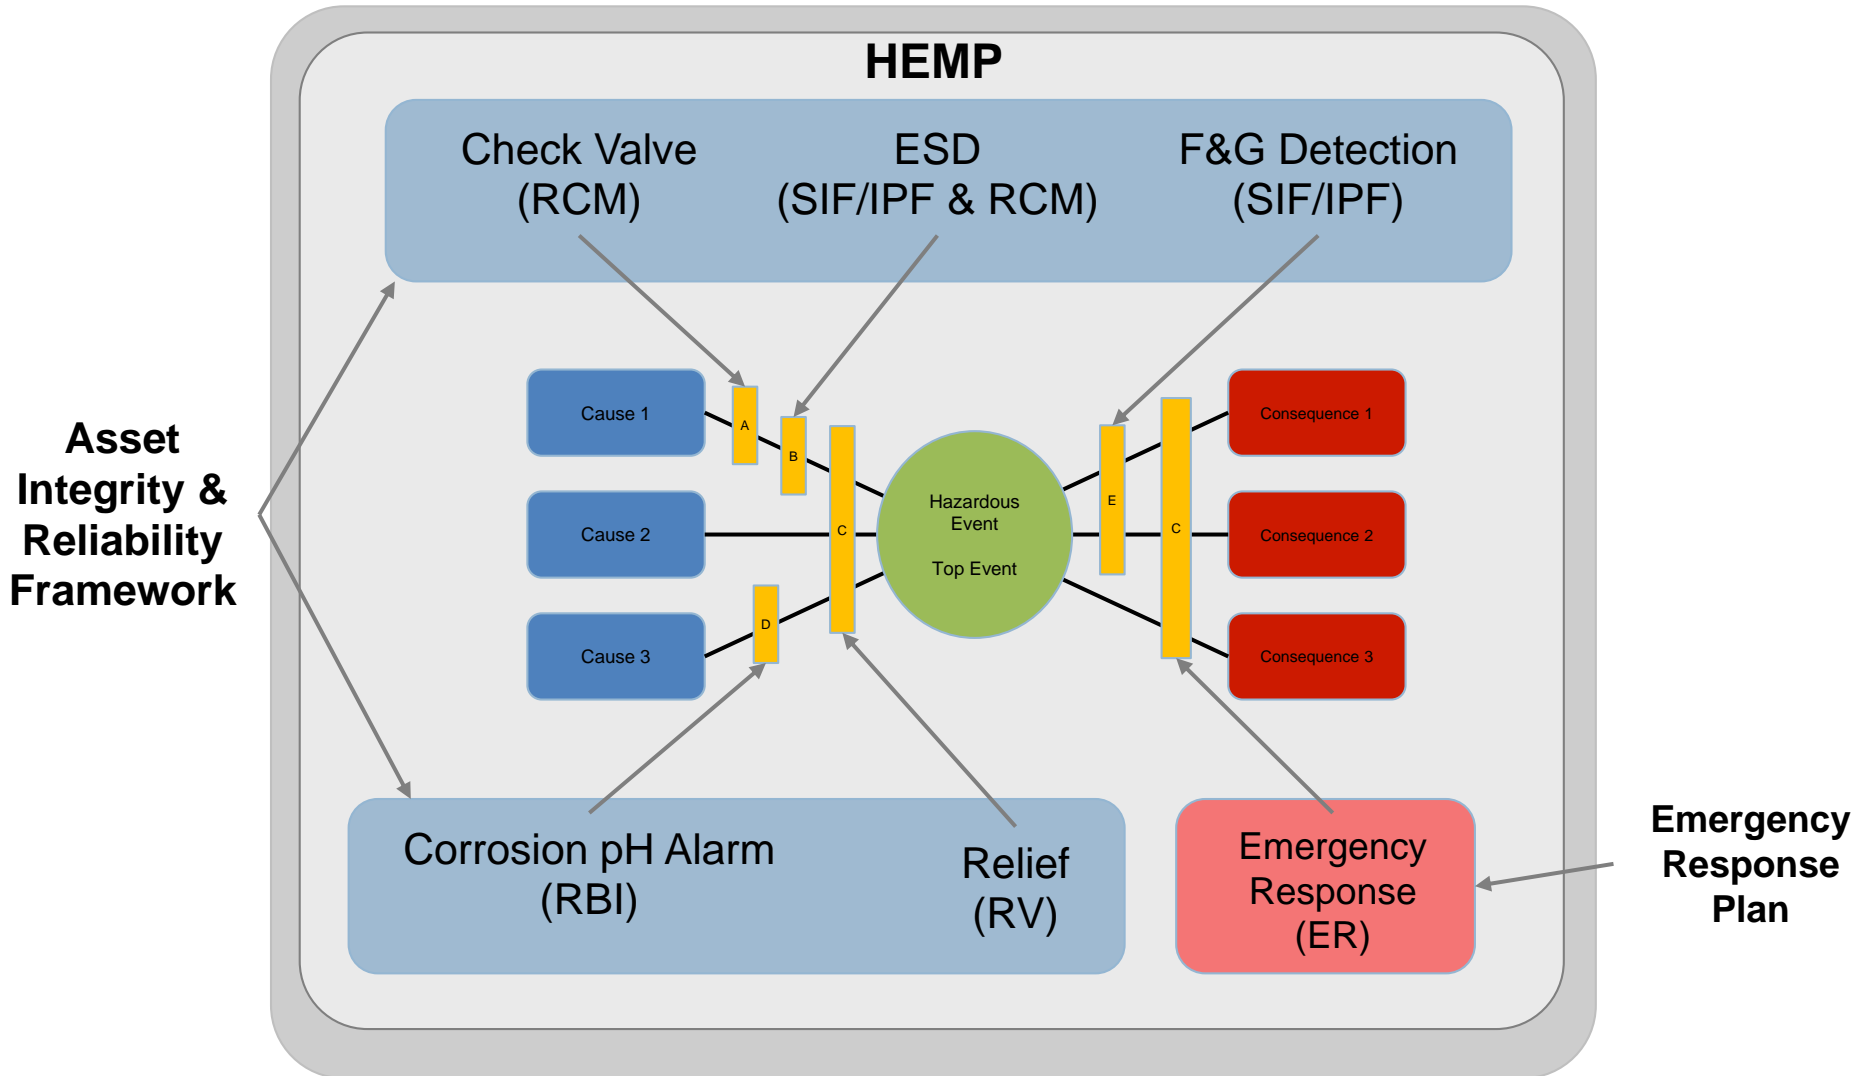 HEMP
Check Valve
(RCM)
ESD
(SIF/IPF & RCM)
F&G Detection
(SIF/IPF)
Asset
Integrity &
Reliability
Framework
Cause 1
Cause 2
Cause 3
A
B
C
D
Hazardous
Event
Top Event
E
C
Consequence 1
Consequence 2
Consequence 3
Corrosion pH Alarm
(RBI)
Relief
(RV)
Emergency
Response
(ER)
Emergency
Response
Plan